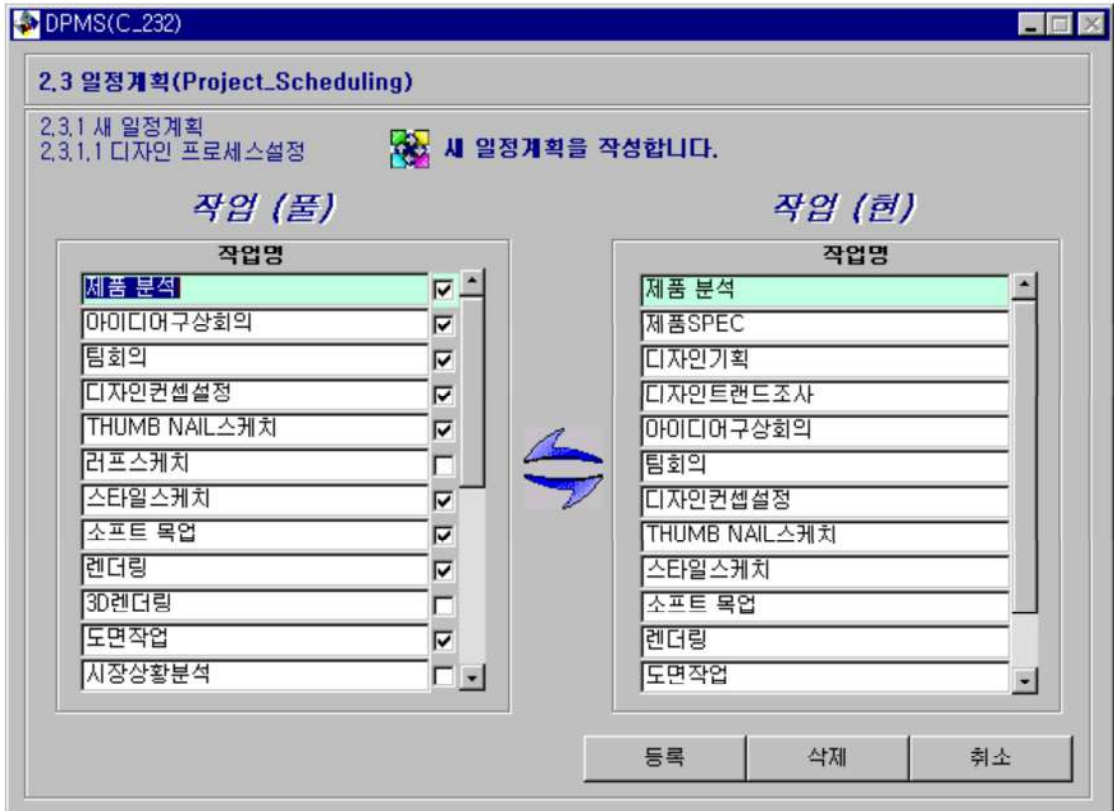 DPMS(C_232)
2.3 일정계획(Project_Scheduling)
2.3.1 새 일정계획
2.3.1.1 디자인 프로세스설정
새 일정계획을 작성합니다.
작업 (풀)
작업명
제품 분석
아이디어구상회의
팀회의
디자인컨셉설정
THUMB NAIL스케치
러프스케치
스타일스케치
소프트 목업
렌더링
3D렌더링
도면작업
시장상황분석
작업 (현)
작업명
제품 분석
제품SPEC
디자인기획
디자인트랜드조사
아이디어구상회의
팀회의
디자인컨셉설정
THUMB NAIL스케치
스타일스케치
소프트 목업
렌더링
도면작업
등록
삭제
취소